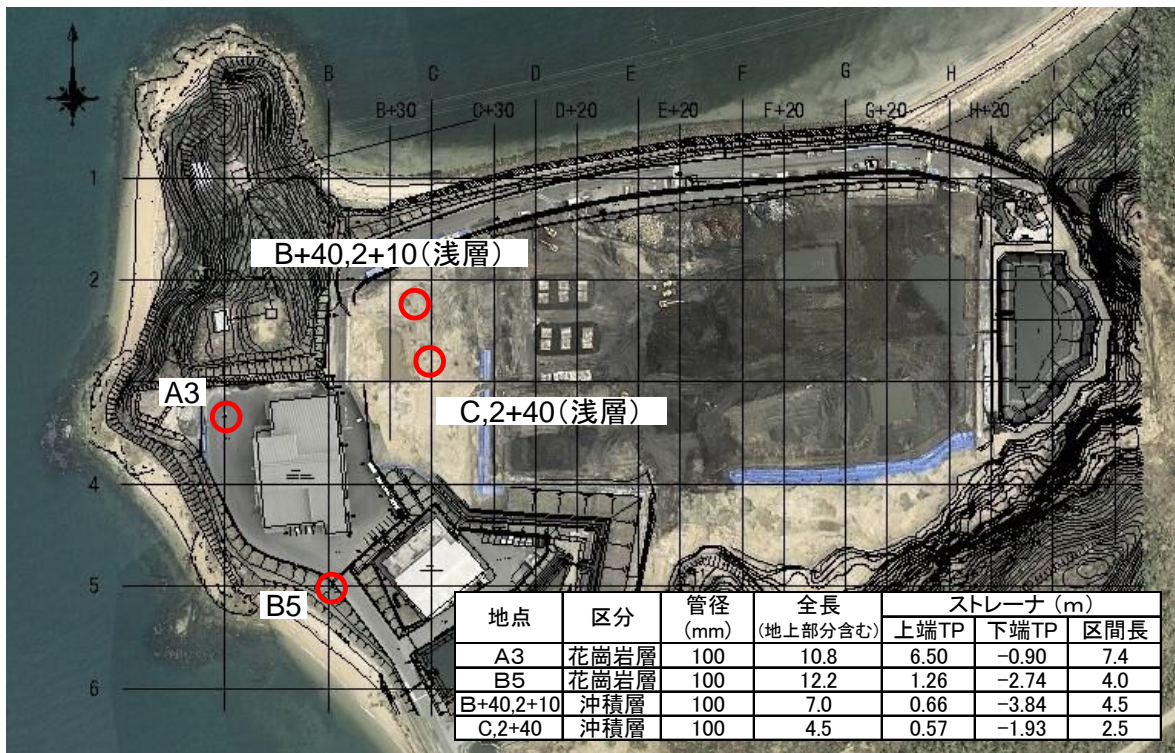 A B C D E F G H I
B+30 C+30 D+20 E+20 F+20 G+20 H+20
1
B+40,2+10(浅層)
2
A3
C,2+40(浅層)
4
5
B5
6
地点 区分 管径(mm) 全長(地上部分含む) ストレーナ(m)
上端TP 下端TP 区間長
A3 花崗岩層 100 10.8 6.50 −0.90 7.4
B5 花崗岩層 100 12.2 1.26 −2.74 4.0
B+40,2+10 沖積層 100 7.0 0.66 −3.84 4.5
C,2+40 沖積層 100 4.5 0.57 −1.93 2.5